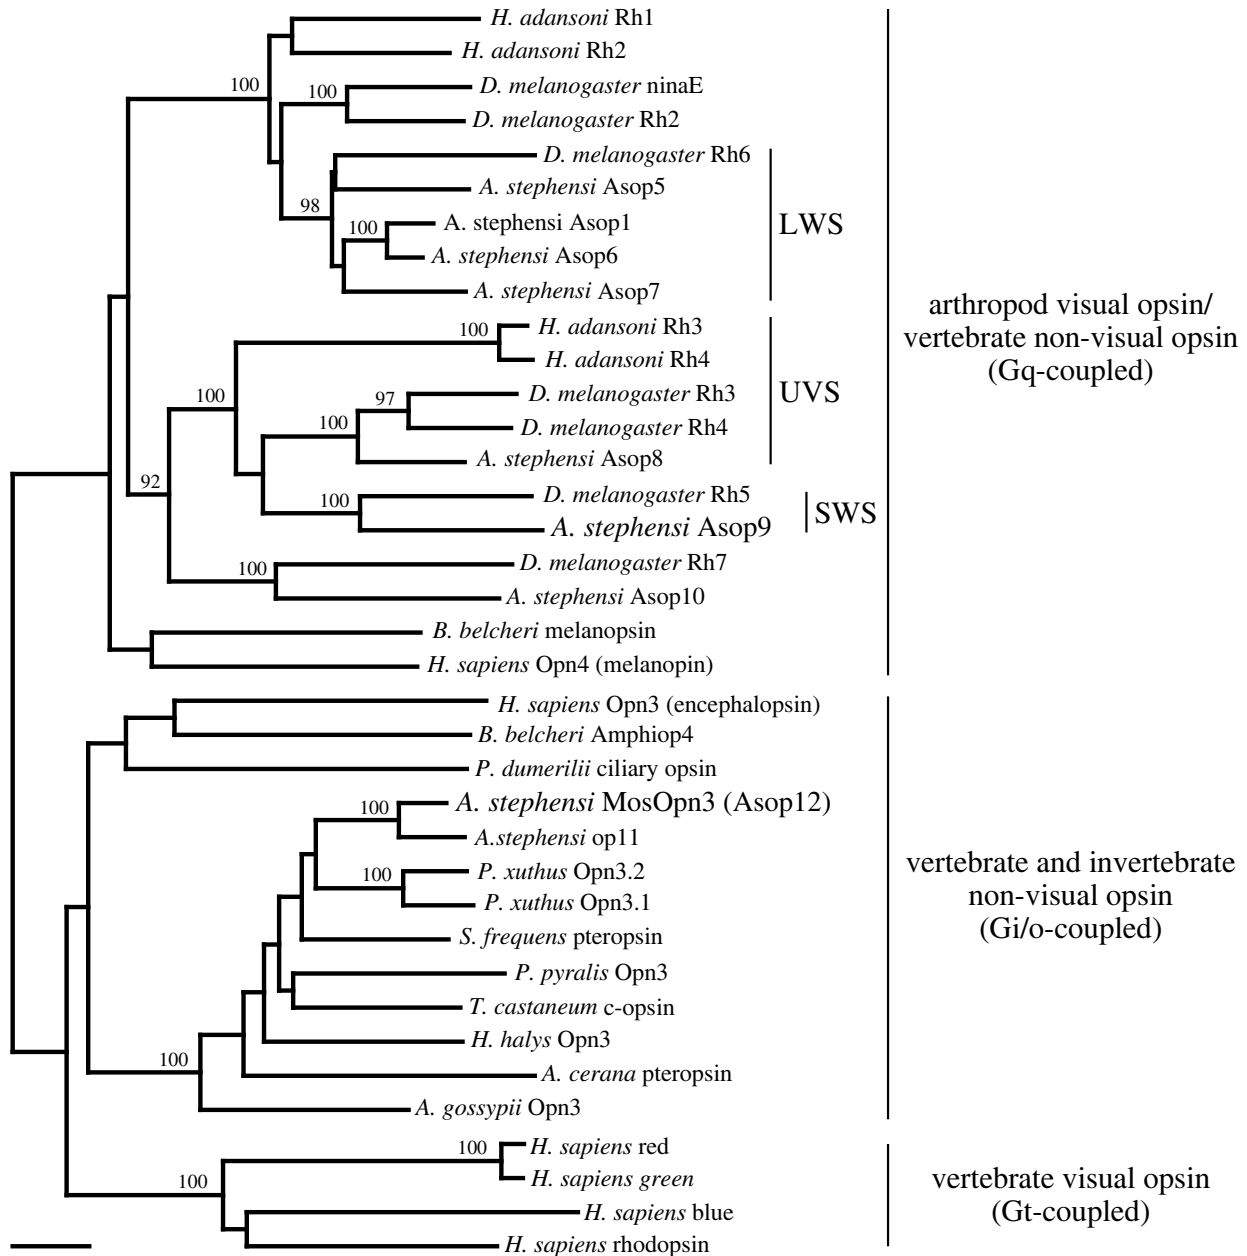 H. adansoni Rh1
H. adansoni Rh2
100
D. melanogaster ninaE
100
D. melanogaster Rh2
D. melanogaster Rh6
A. stephensi Asop5
98
A. stephensi Asop1
100
A. stephensi Asop6
A. stephensi Asop7
LWS
H. adansoni Rh3
100
H. adansoni Rh4
D. melanogaster Rh3
97
D. melanogaster Rh4
100
100
A. stephensi Asop8
UVS
92
D. melanogaster Rh5
100
A. stephensi Asop9
SWS
D. melanogaster Rh7
100
A. stephensi Asop10
B. belcheri melanopsin
H. sapiens Opn4 (melanopin)
arthropod visual opsin/
vertebrate non-visual opsin
(Gq-coupled)
H. sapiens Opn3 (encephalopsin)
B. belcheri Amphiop4
P. dumerilii ciliary opsin
A. stephensi MosOpn3 (Asop12)
100
A.stephensi op11
P. xuthus Opn3.2
100
P. xuthus Opn3.1
S. frequens pteropsin
P. pyralis Opn3
T. castaneum c-opsin
H. halys Opn3
100
A. cerana pteropsin
A. gossypii Opn3
vertebrate and invertebrate
non-visual opsin
(Gi/o-coupled)
H. sapiens red
100
H. sapiens green
100
H. sapiens blue
H. sapiens rhodopsin
vertebrate visual opsin
(Gt-coupled)